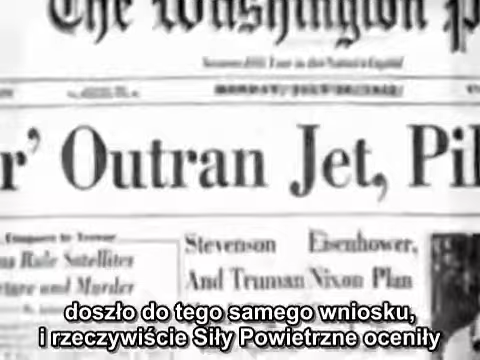 The Washington P
r' Outran Jet, Pil
Stevenson Eisenhower,
And Truman Nixon Plan
a Rule Satellites
ture and Murder
doszło do tego samego wniosku,
i rzeczywiście Siły Powietrzne oceniły